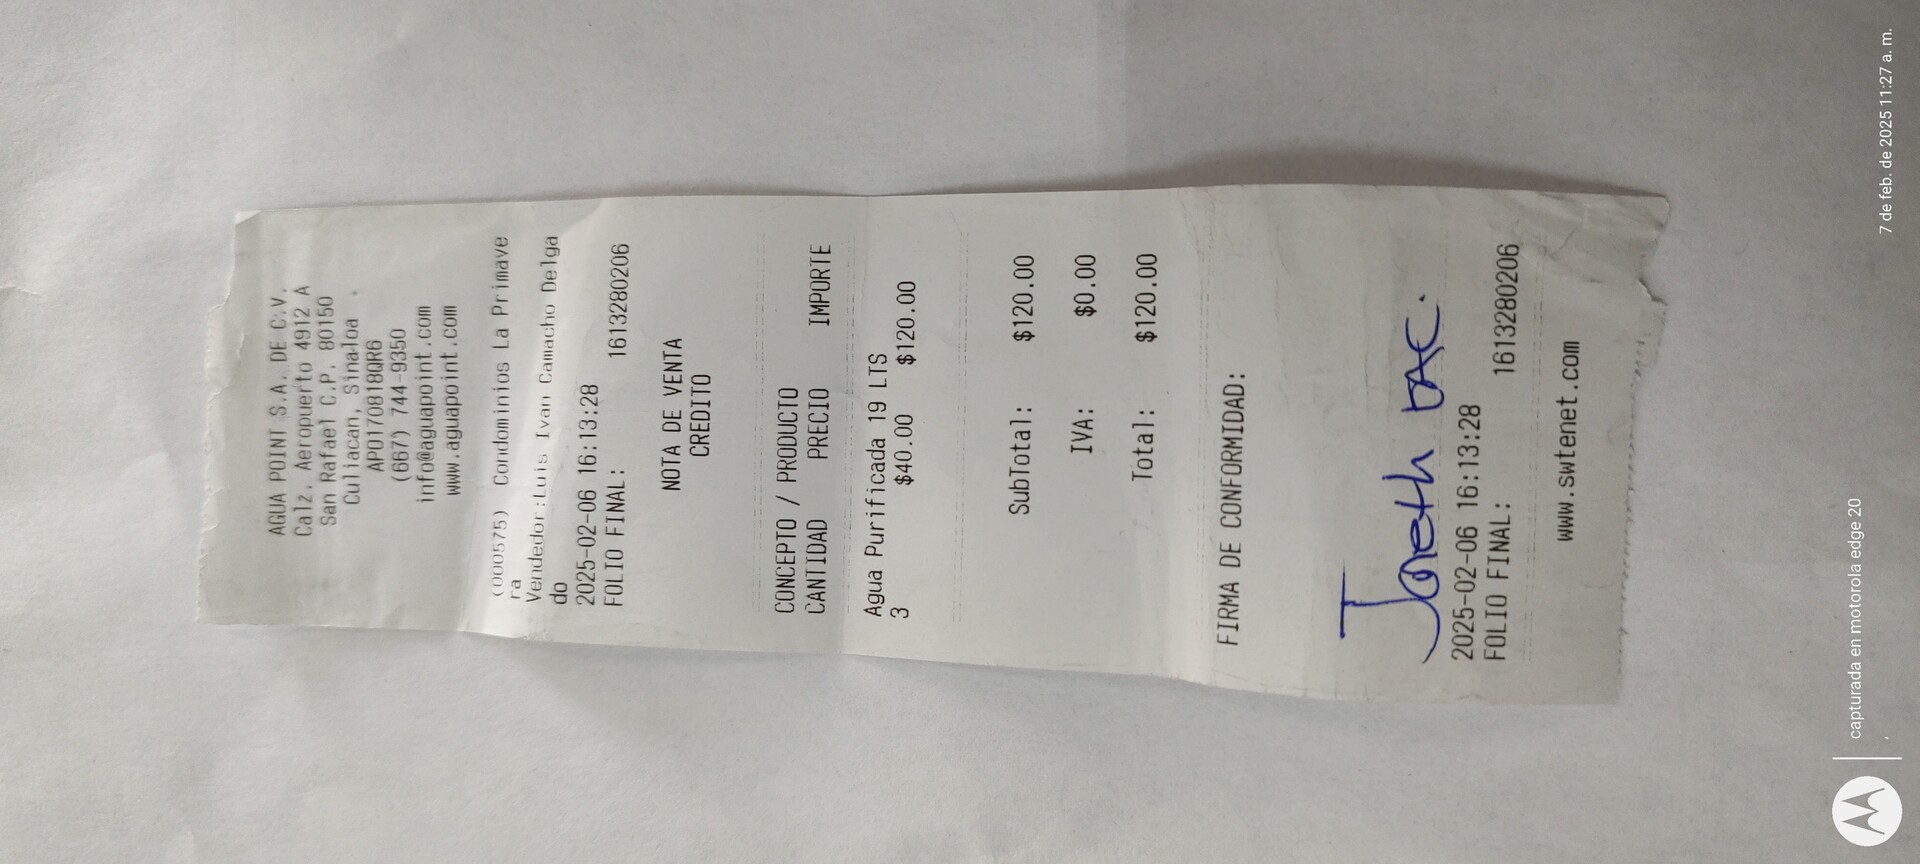 AGUA POINT S.A. DE C.V.
Calz. Aeropuerto 4912 A
San Rafael C.P. 80150
Culiacan, Sinaloa .
APO170818QR6
(667) 744-9350
info@aguapoint.com
www.aguapoint.com
(000575) Condominios La Primave
ra
Vendedor:Luis Ivan Camacho Delga
do
2025-02-06 16:13:28
FOLIO FINAL: 1613280206
NOTA DE VENTA
CREDITO
CONCEPTO / PRODUCTO
CANTIDAD PRECIO IMPORTE
Agua Purificada 19 LTS
3 $40.00 $120.00
SubTotal: $120.00
IVA: $0.00
Total: $120.00
FIRMA DE CONFORMIDAD:
2025-02-06 16:13:28
FOLIO FINAL: 1613280206
www.swtenet.com
capturada en motorola edge 20
7 de feb. de 2025 11:27 a. m.